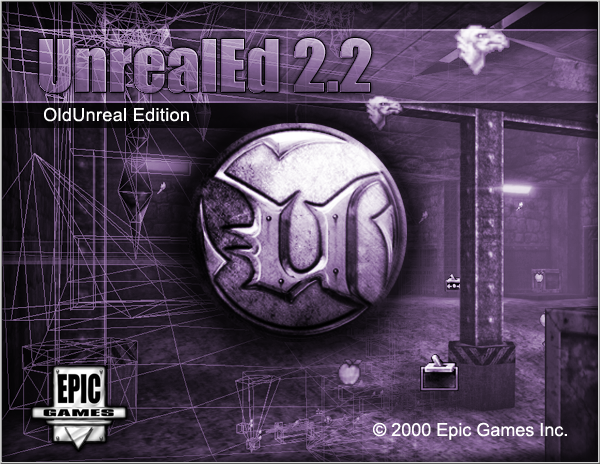 UnrealEd 2.2
OldUnreal Edition
U
EPIC
GAMES
© 2000 Epic Games Inc.